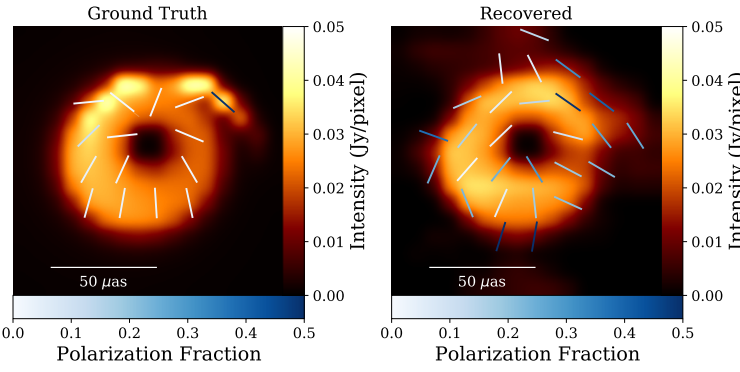 Ground Truth
0.05
0.04
0.03
0.02
0.01
0.00
Intensity (Jy/pixel)
50 μas
0.0 0.1 0.2 0.3 0.4 0.5
Polarization Fraction
Recovered
0.05
0.04
0.03
0.02
0.01
0.00
Intensity (Jy/pixel)
50 μas
0.0 0.1 0.2 0.3 0.4 0.5
Polarization Fraction